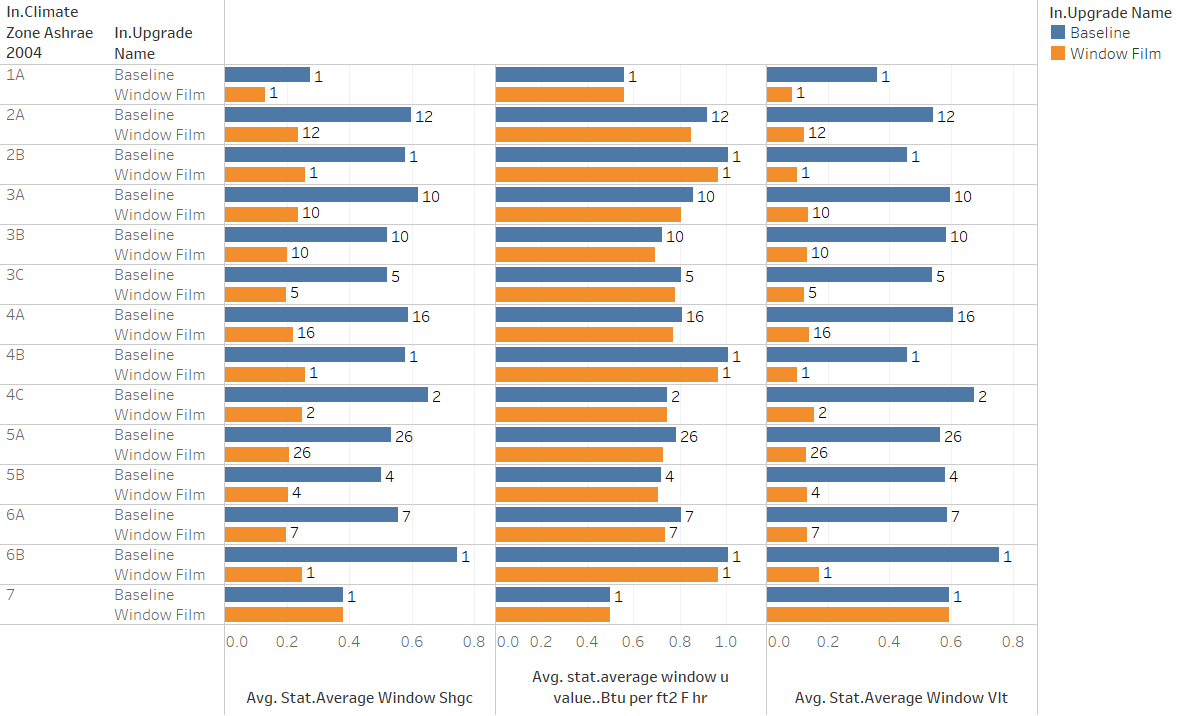 In.Climate
Zone Ashrae
2004
In.Upgrade
Name
In.Upgrade Name
Baseline
Window Film
1A
Baseline 1 1 1
Window Film 1 1
2A
Baseline 12 12 12
Window Film 12 12
2B
Baseline 1 1 1
Window Film 1 1 1
3A
Baseline 10 10 10
Window Film 10 10
3B
Baseline 10 10 10
Window Film 10 10
3C
Baseline 5 5 5
Window Film 5 5
4A
Baseline 16 16 16
Window Film 16 16
4B
Baseline 1 1 1
Window Film 1 1 1
4C
Baseline 2 2 2
Window Film 2 2
5A
Baseline 26 26 26
Window Film 26 26
5B
Baseline 4 4 4
Window Film 4 4
6A
Baseline 7 7 7
Window Film 7 7 7
6B
Baseline 1 1 1
Window Film 1 1 1
7
Baseline 1 1 1
Window Film
0.0 0.2 0.4 0.6 0.8 0.0 0.2 0.4 0.6 0.8 1.0 0.0 0.2 0.4 0.6 0.8
Avg. Stat.Average Window Shgc
Avg. stat.average window u
value..Btu per ft2 F hr
Avg. Stat.Average Window Vlt